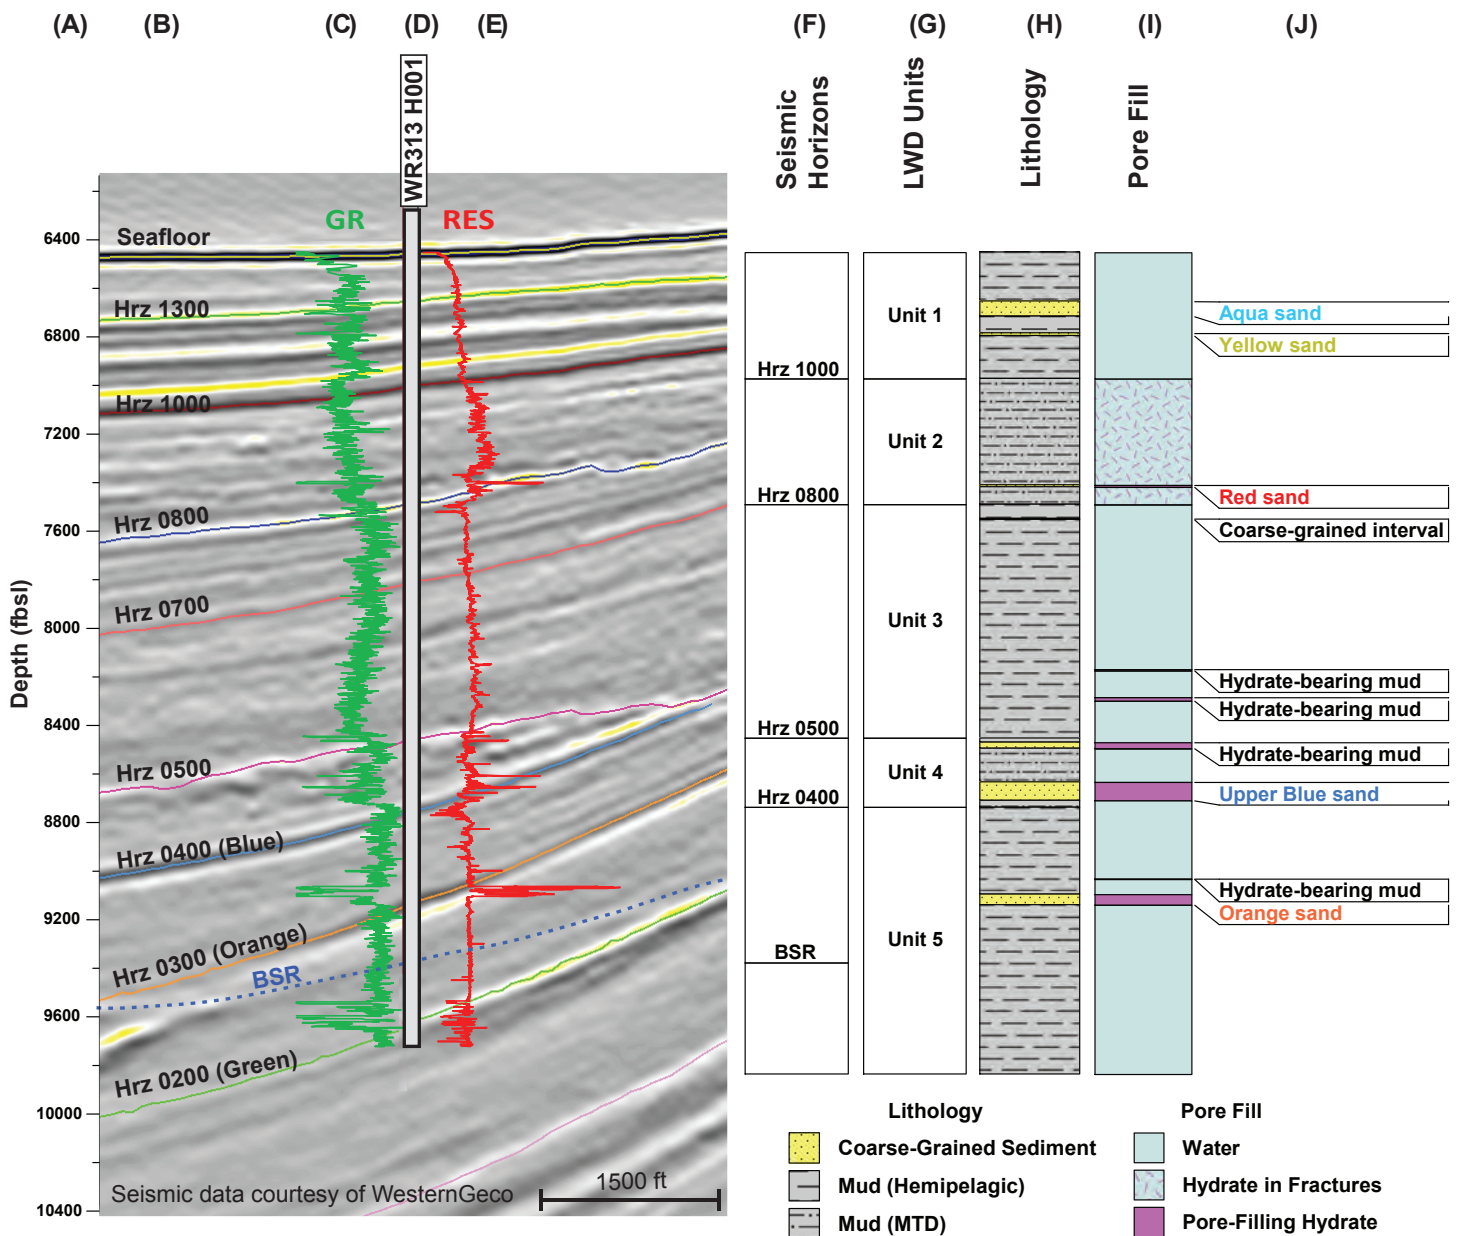 (A) (B) (C) (D) (E) (F) (G) (H) (I) (J)
WR313 H001
Seismic
Horizons
LWD Units
Lithology
Pore Fill
GR
RES
Depth (fbsl)
6400
6800
7200
7600
8000
8400
8800
9200
9600
10000
10400
Seafloor
Hrz 1300
Hrz 1000
Hrz 0800
Hrz 0700
Hrz 0500
Hrz 0400 (Blue)
Hrz 0300 (Orange)
BSR
Hrz 0200 (Green)
Seismic data courtesy of WesternGeco
1500 ft
Hrz 1000
Hrz 0800
Hrz 0500
Hrz 0400
BSR
Unit 1
Unit 2
Unit 3
Unit 4
Unit 5
Aqua sand
Yellow sand
Red sand
Coarse-grained interval
Hydrate-bearing mud
Hydrate-bearing mud
Hydrate-bearing mud
Upper Blue sand
Hydrate-bearing mud
Orange sand
Lithology
Coarse-Grained Sediment
Mud (Hemipelagic)
Mud (MTD)
Pore Fill
Water
Hydrate in Fractures
Pore-Filling Hydrate